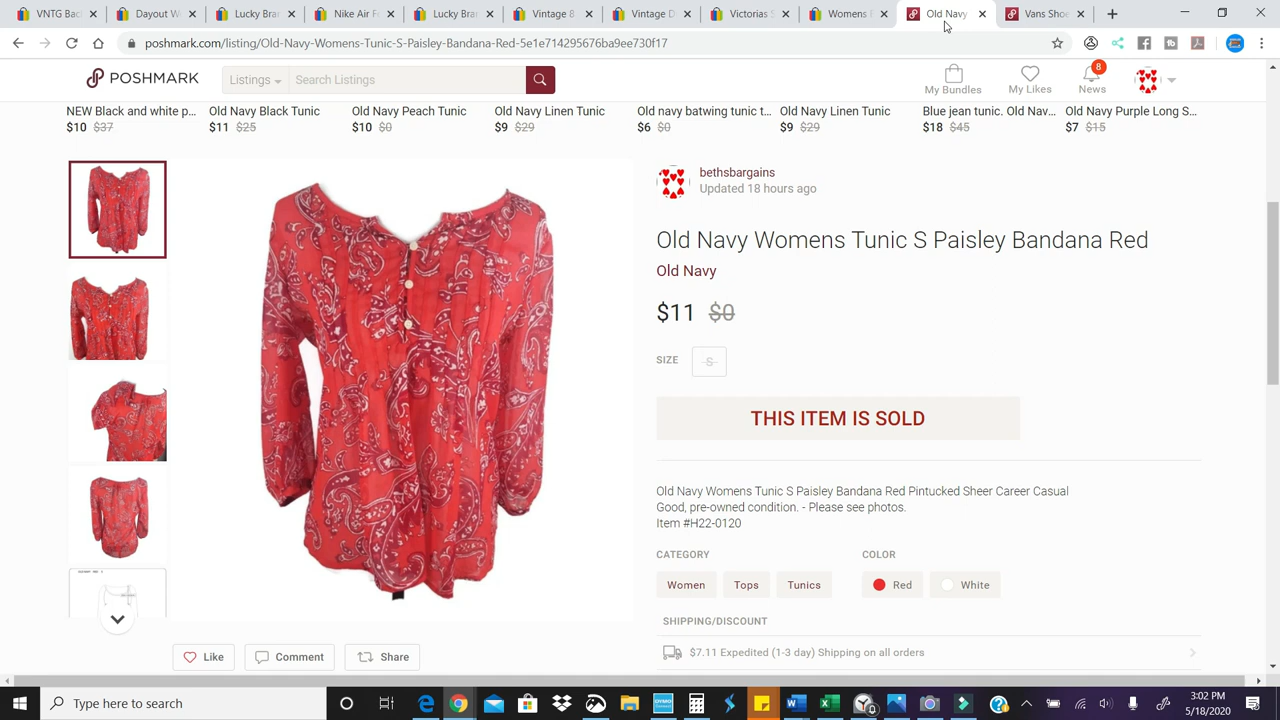 VNTG Bac
Dayout W
Lucky Bra
Nike Air F
Lucky Bra
Vintage 8
Vintage D
Victorias S
Womens E
Old Navy
Vans Shoe
poshmark.com/listing/Old-Navy-Womens-Tunic-S-Paisley-Bandana-Red-5e1e714295676ba9ee730f17
POSHMARK
Listings
Search Listings
My Bundles
My Likes
8
News
NEW Black and white p...
$10 $37
Old Navy Black Tunic
$11 $25
Old Navy Peach Tunic
$10 $0
Old Navy Linen Tunic
$9 $29
Old navy batwing tunic t...
$6 $0
Old Navy Linen Tunic
$9 $29
Blue jean tunic. Old Nav...
$18 $45
Old Navy Purple Long S...
$7 $15
bethsbargains
Updated 18 hours ago
Old Navy Womens Tunic S Paisley Bandana Red
Old Navy
$11 $0
SIZE S
THIS ITEM IS SOLD
Old Navy Womens Tunic S Paisley Bandana Red Pintucked Sheer Career Casual
Good, pre-owned condition. - Please see photos.
Item #H22-0120
CATEGORY
Women Tops Tunics
COLOR
Red White
SHIPPING/DISCOUNT
$7.11 Expedited (1-3 day) Shipping on all orders
Like
Comment
Share
Type here to search
3:02 PM
5/18/2020